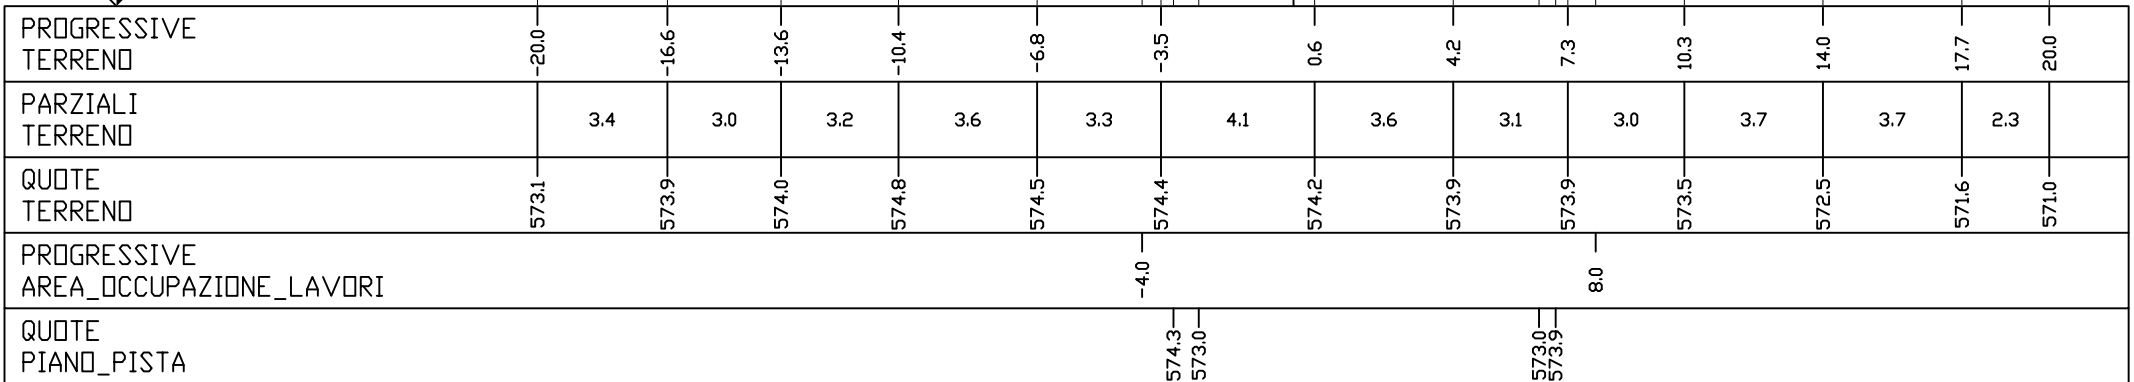 PROGRESSIVE
TERRENO
-20.0 -16.6 -13.6 -10.4 -6.8 -3.5 0.6 4.2 7.3 10.3 14.0 17.7 20.0
PARZIALI
TERRENO
3.4 3.0 3.2 3.6 3.3 4.1 3.6 3.1 3.0 3.7 3.7 2.3
QUOTE
TERRENO
573.1 573.9 574.0 574.8 574.5 574.4 574.2 573.9 573.9 573.5 572.5 571.6 571.0
PROGRESSIVE
AREA_OCCUPAZIONE_LAVORI
-4.0 8.0
QUOTE
PIANO_PISTA
574.3 573.0 573.0 573.9